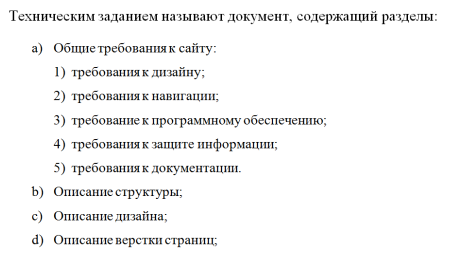 Техническим заданием называют документ, содержащий разделы:
a) Общие требования к сайту:
1) требования к дизайну;
2) требования к навигации;
3) требование к программному обеспечению;
4) требования к защите информации;
5) требования к документации.
b) Описание структуры;
c) Описание дизайна;
d) Описание верстки страниц;